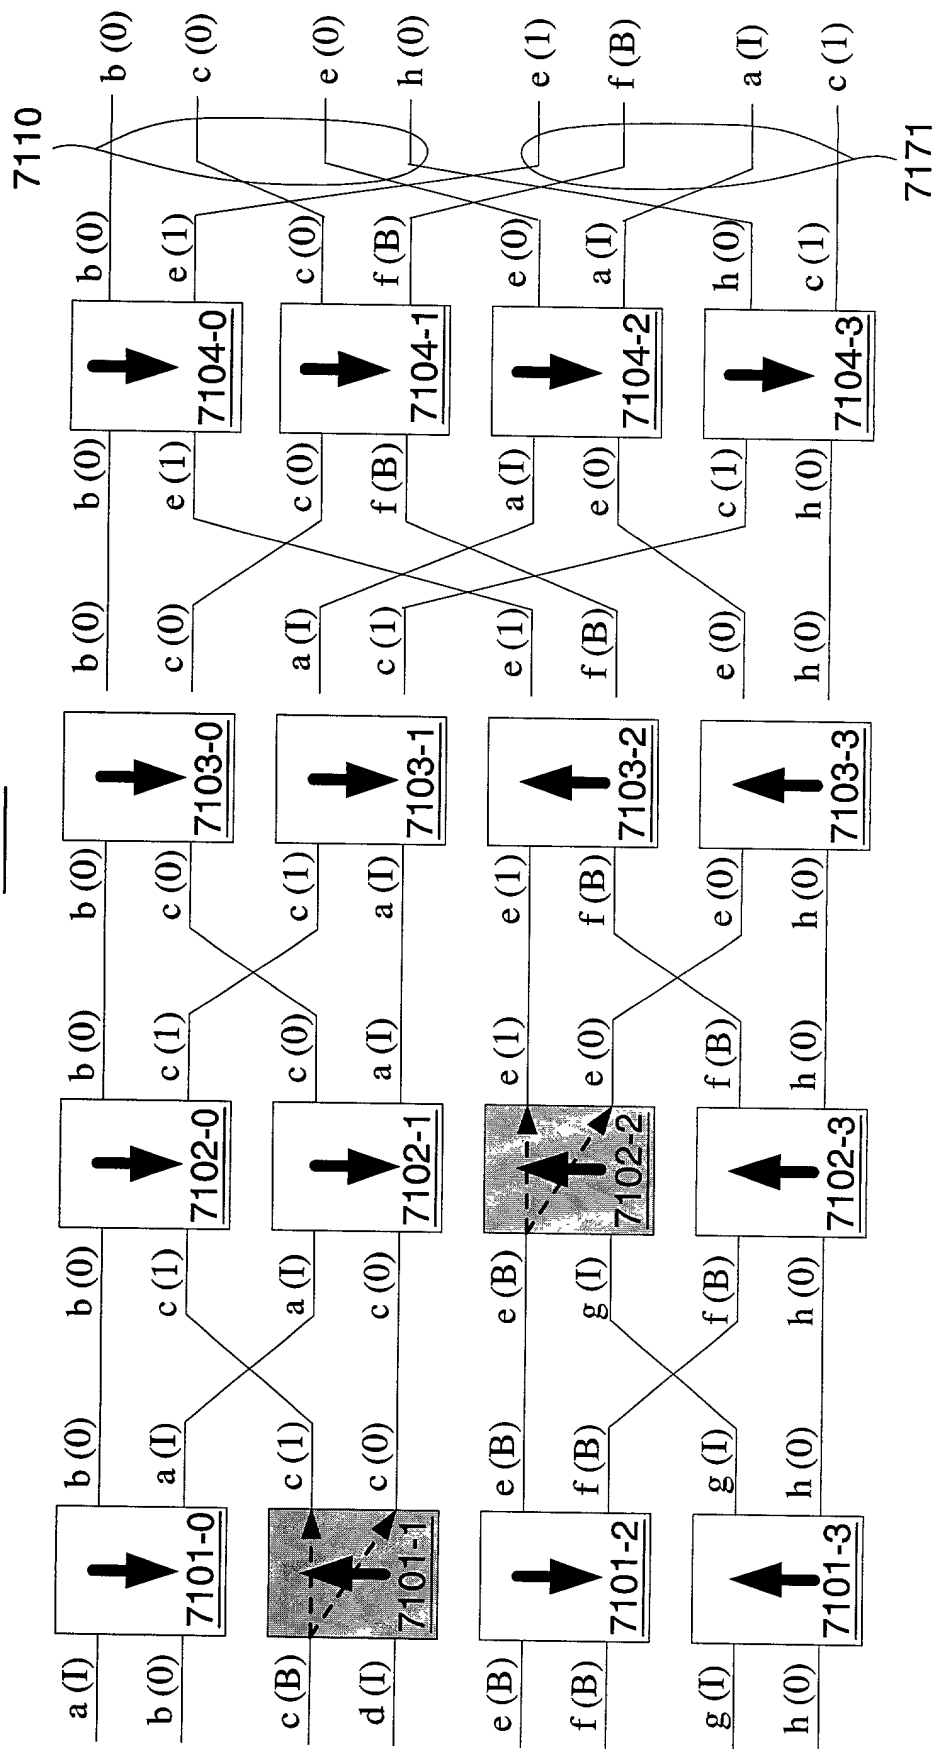 a (I)
b (0)
c (B)
d (I)
e (B)
f (B)
g (I)
h (0)
7101-0
7101-1
7101-2
7101-3
b (0)
a (I)
c (1)
c (0)
e (B)
f (B)
g (I)
h (0)
b (0)
c (1)
a (I)
c (0)
e (B)
g (I)
f (B)
h (0)
7102-0
7102-1
7102-2
7102-3
b (0)
c (1)
c (0)
a (I)
e (1)
e (0)
f (B)
h (0)
b (0)
c (0)
c (1)
a (I)
e (1)
f (B)
e (0)
h (0)
7103-0
7103-1
7103-2
7103-3
b (0)
c (0)
a (I)
c (1)
e (1)
f (B)
e (0)
h (0)
b (0)
e (1)
c (0)
f (B)
a (I)
e (0)
c (1)
h (0)
7104-0
7104-1
7104-2
7104-3
b (0)
e (1)
c (0)
f (B)
e (0)
a (I)
h (0)
c (1)
7110
7171
b (0)
c (0)
e (0)
h (0)
e (1)
f (B)
a (I)
c (1)